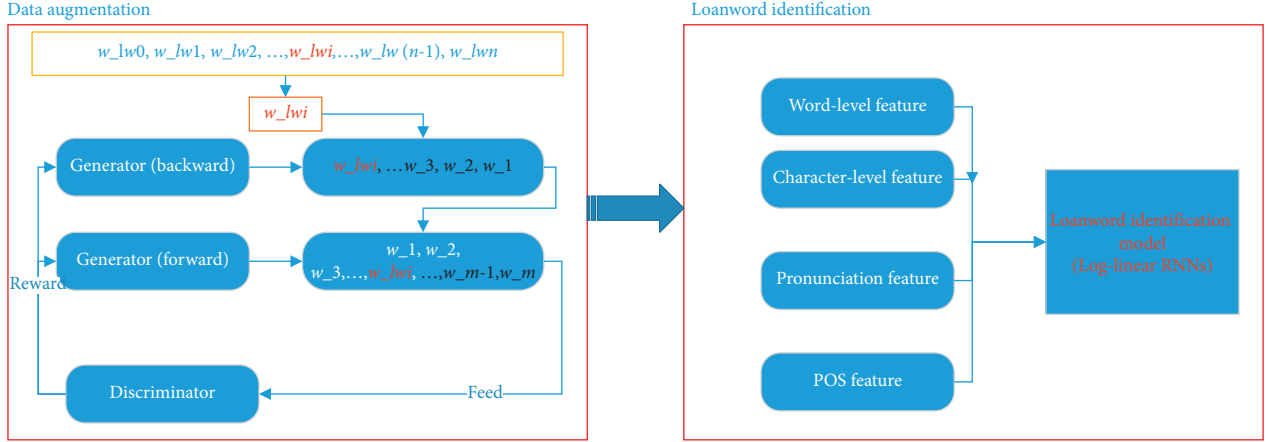 Data augmentation
w_lw0, w_lw1, w_lw2, …,w_lwi,…,w_lw (n-1), w_lwn
w_lwi
Generator (backward)
w_lwi, …w_3, w_2, w_1
Generator (forward)
w_1, w_2,
w_3,…,w_lwi, …,w_m-1,w_m
Reward
Discriminator
Feed
Loanword identification
Word-level feature
Character-level feature
Pronunciation feature
POS feature
Loanword identification
model
(Log-linear RNNs)